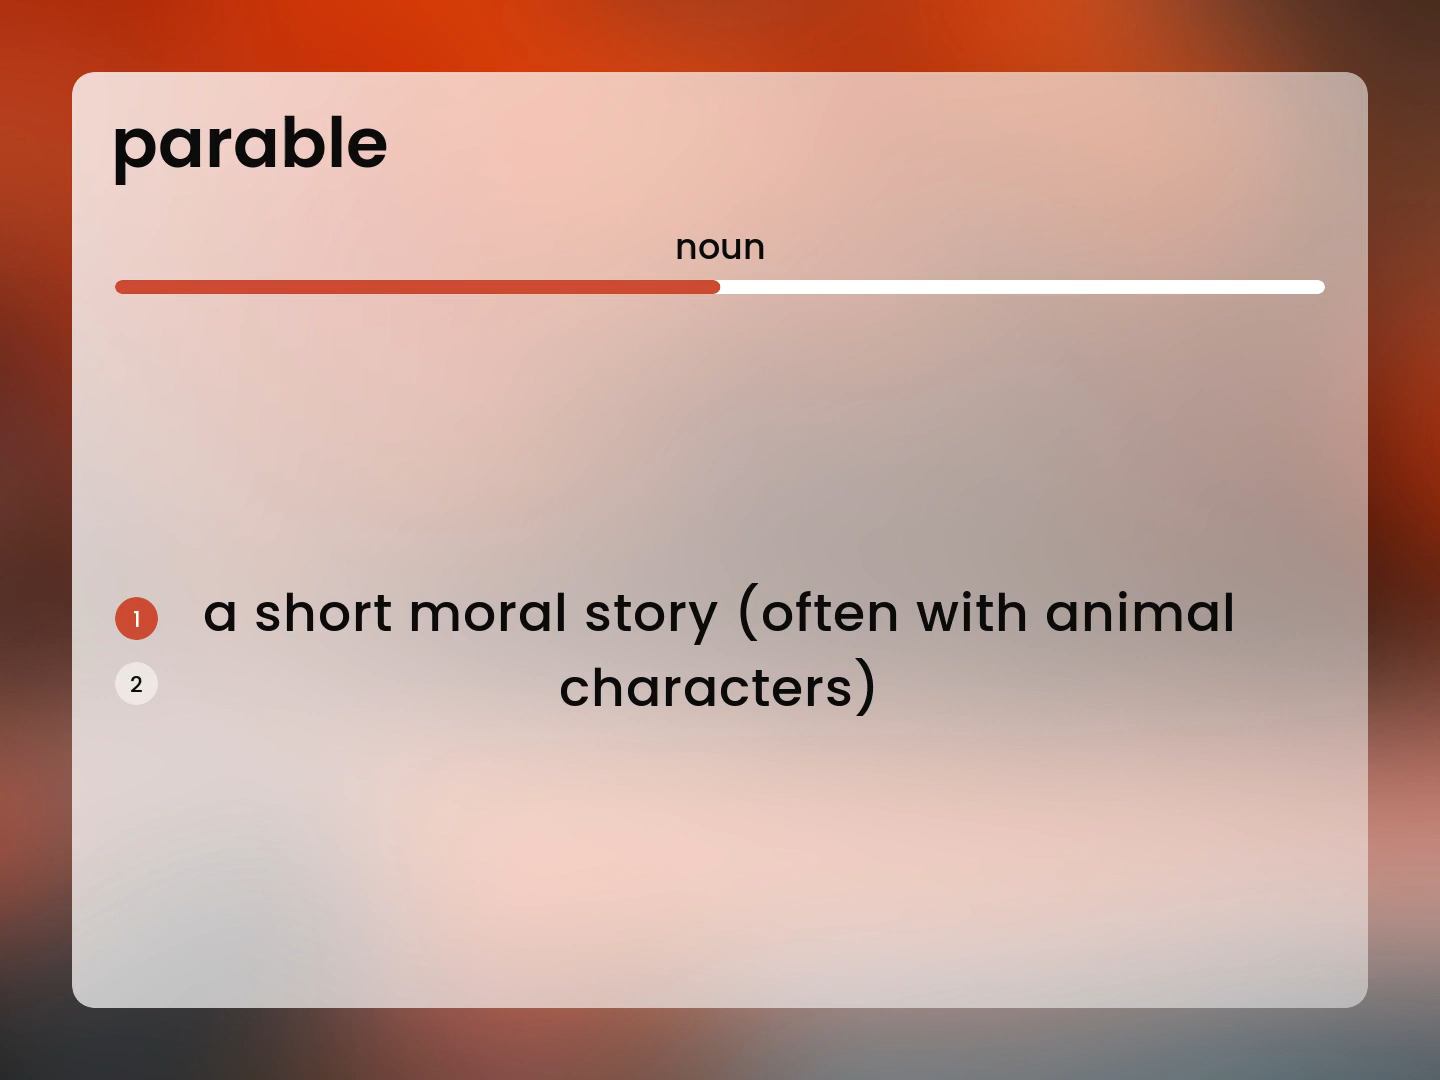 parable
noun
1
a short moral story (often with animal
2
characters)